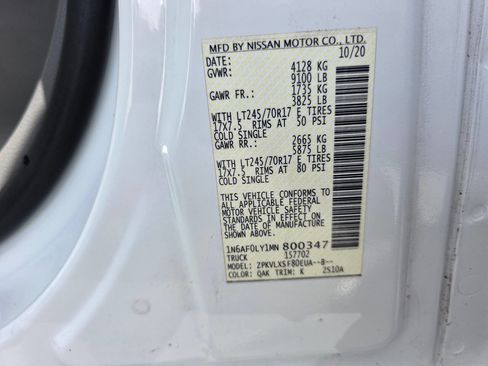 MFD BY NISSAN MOTOR CO., LTD.
DATE: 10/20
GVWR: 4128 KG
9100 LB
GAWR FR.: 1735 KG
3825 LB
WITH LT245/70R17 E TIRES
17X7.5 RIMS AT 50 PSI
COLD SINGLE
GAWR RR.: 2665 KG
5875 LB
WITH LT245/70R17 E TIRES
17X7.5 RIMS AT 80 PSI
COLD SINGLE
THIS VEHICLE CONFORMS TO
ALL APPLICABLE U.S.
FEDERAL MOTOR VEHICLE
SAFETY STANDARDS
IN EFFECT ON THE
DATE OF MANUFACTURE
SHOWN ABOVE.
1N6AF0LY1MN 800347
TRUCK 157702
MODEL: ZPKVLXSF80EUA--B--
COLOR: QAK TRIM: K 2S10A